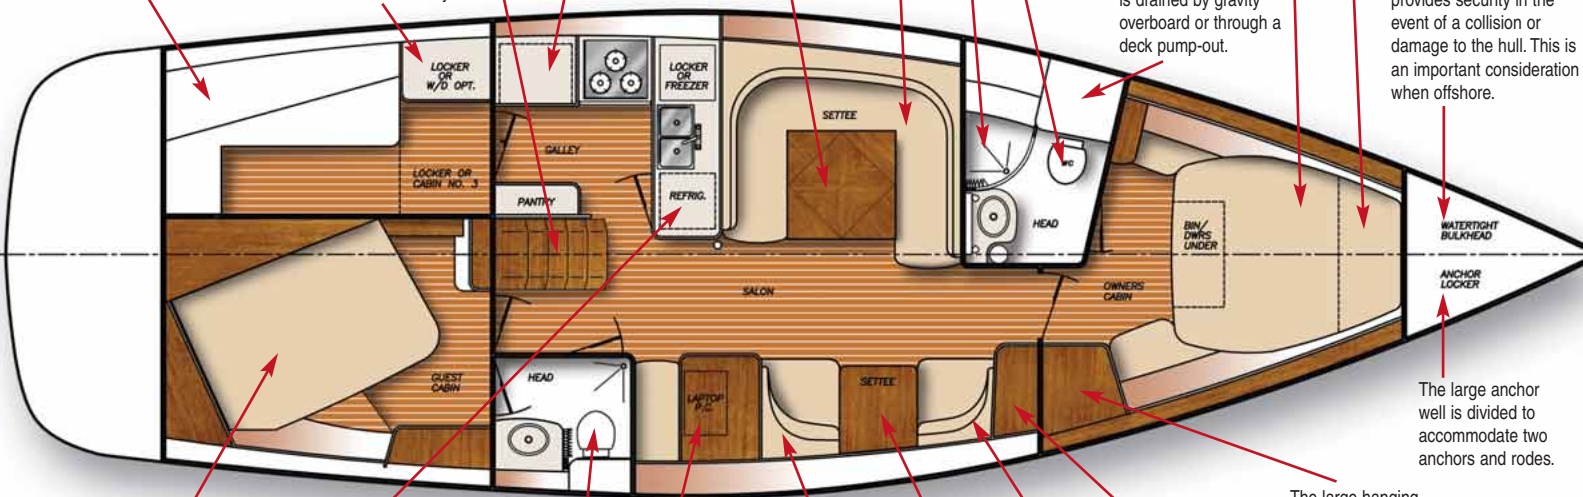 is drained by gravity
overboard or through a
deck pump-out.
provides security in the
event of a collision or
damage to the hull. This is
an important consideration
when offshore.
LOCKER
OR
W/D OPT.
LOCKER
OR
FREEZER
SETTEE
GALLEY
LOCKER OR
CABIN NO. 3
PANTRY
REFRIG.
WC
HEAD
BIN/
DWRS
UNDER
WATERTIGHT
BULKHEAD
SALON
OWNERS
CABIN
ANCHOR
LOCKER
GUEST
CABIN
HEAD
LAPTOP
P.C.
SETTEE
The large anchor
well is divided to
accommodate two
anchors and rodes.
The large hanging